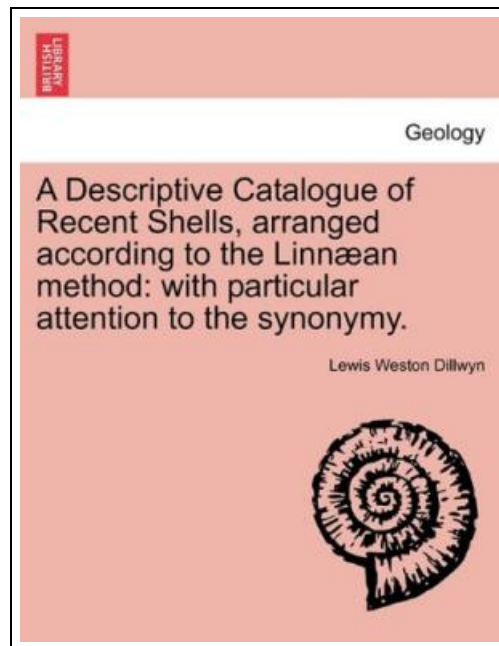 BRITISH
LIBRARY
Geology
A Descriptive Catalogue of
Recent Shells, arranged
according to the Linnæan
method: with particular
attention to the synonymy.
Lewis Weston Dillwyn